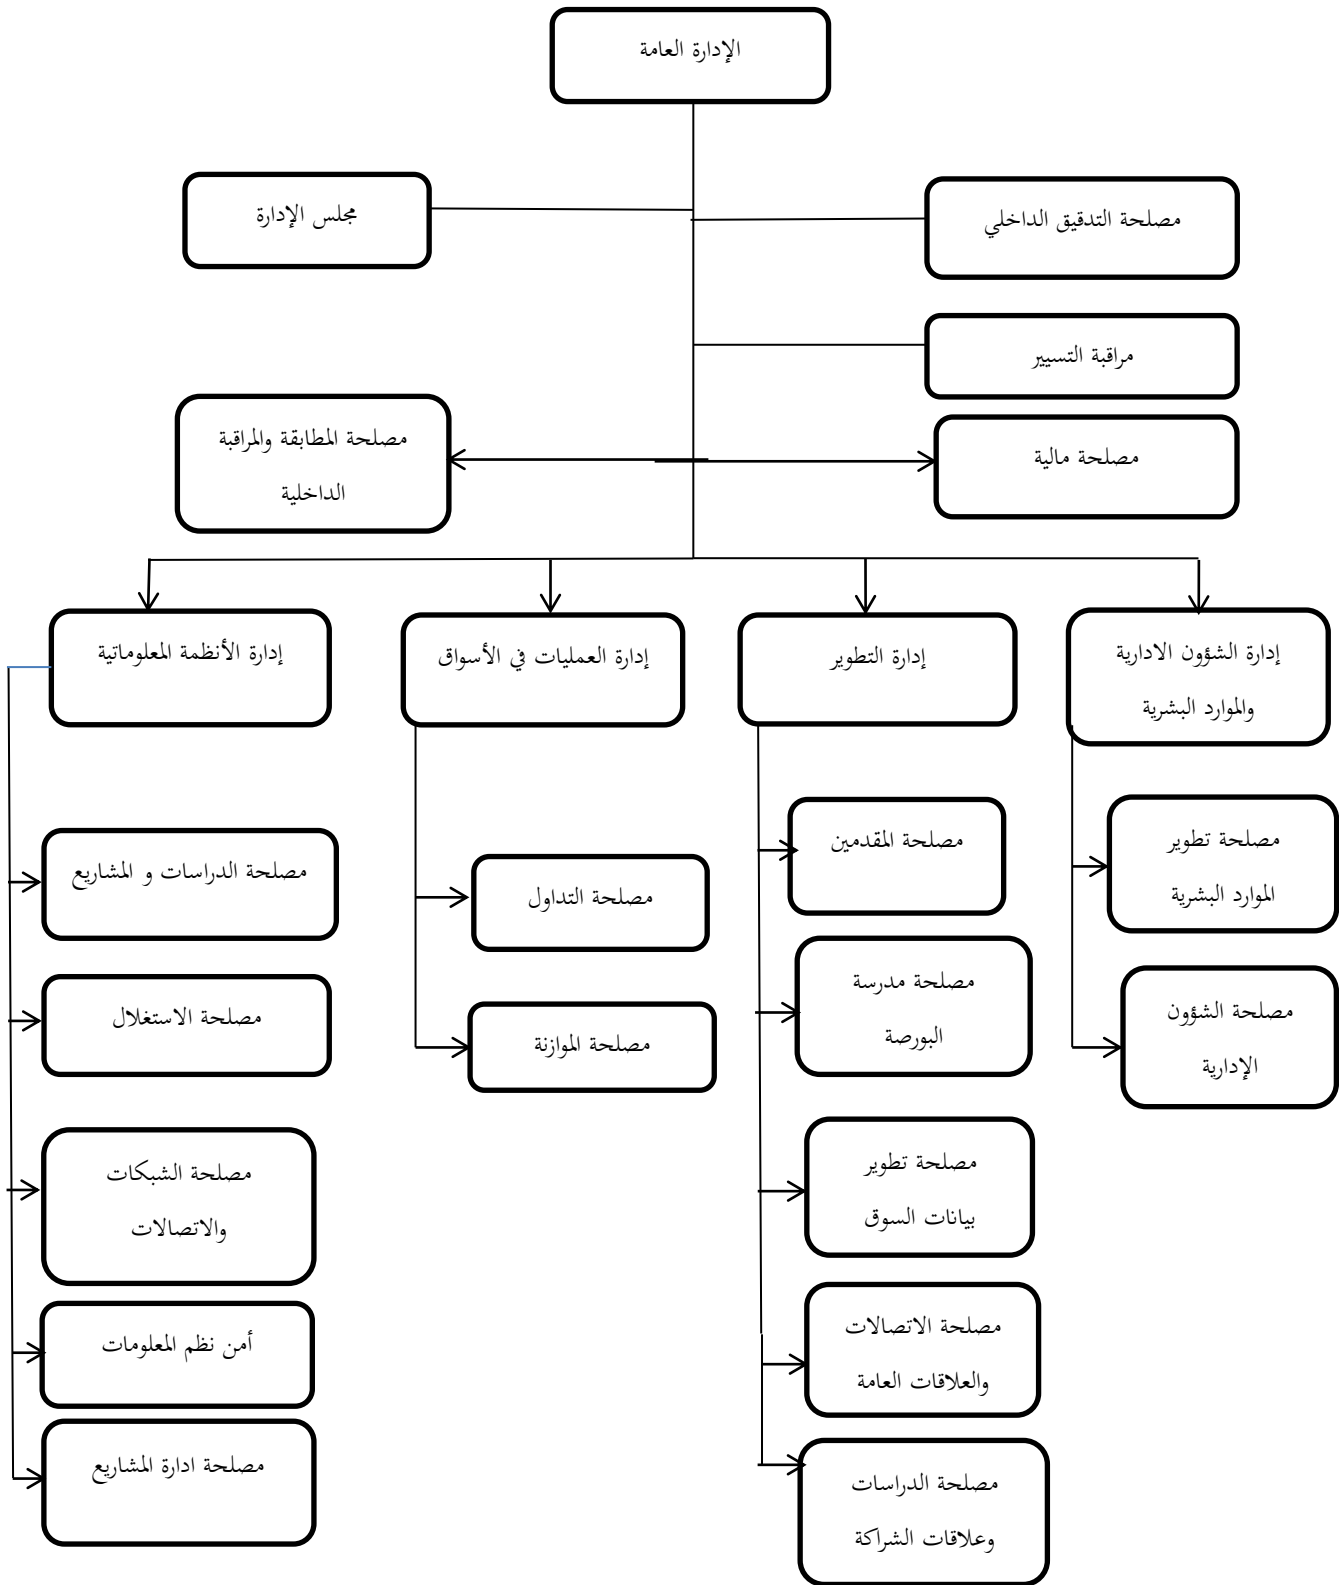 الإدارة العامة
مصلحة التدقيق الداخلي
مجلس الإدارة
مراقبة التسيير
مصلحة مالية
مصلحة المطابقة والمراقبة
الداخلية
إدارة الشؤون الادارية
والموارد البشرية
إدارة التطوير
إدارة العمليات في الأسواق
إدارة الأنظمة المعلوماتية
مصلحة تطوير
الموارد البشرية
مصلحة الشؤون
الإدارية
مصلحة المقدمين
مصلحة مدرسة
البورصة
مصلحة تطوير
بيانات السوق
مصلحة الاتصالات
والعلاقات العامة
مصلحة الدراسات
وعلاقات الشراكة
مصلحة التداول
مصلحة الموازنة
مصلحة الدراسات و المشاريع
مصلحة الاستغلال
مصلحة الشبكات
والاتصالات
أمن نظم المعلومات
مصلحة ادارة المشاريع